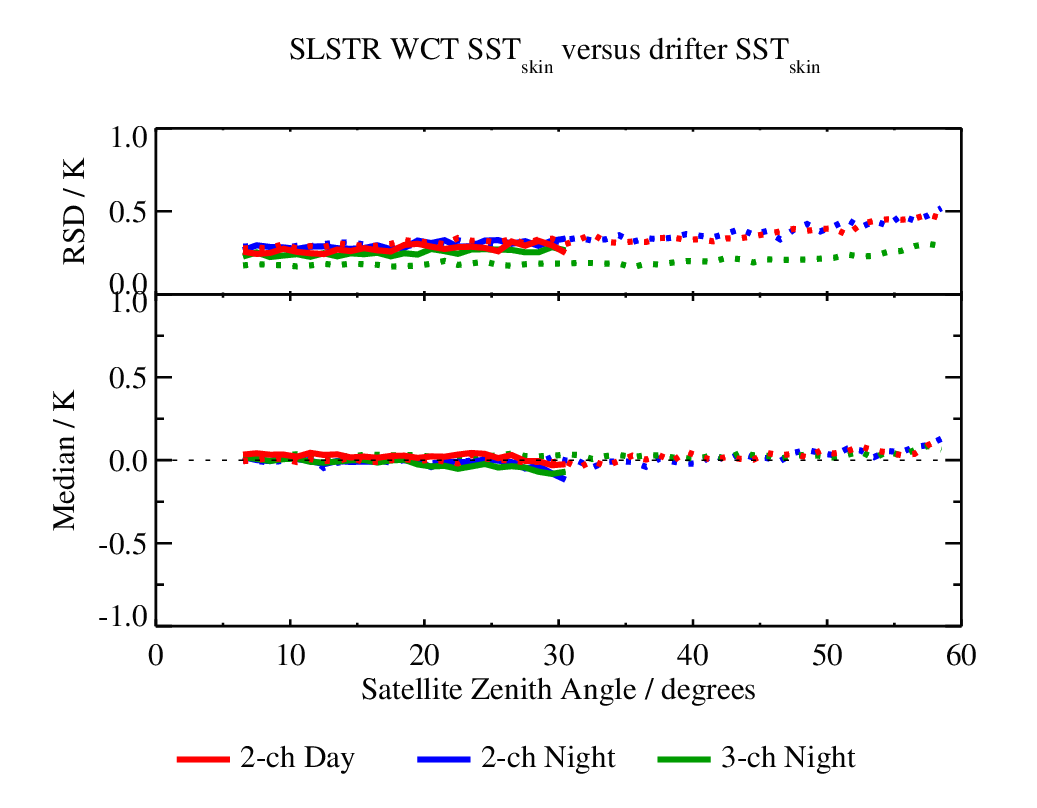 SLSTR WCT SSTskin versus drifter SSTskin
1.0
RSD / K
0.5
0.0
1.0
0.5
Median / K
0.0
-0.5
-1.0
0 10 20 30 40 50 60
Satellite Zenith Angle / degrees
2-ch Day 2-ch Night 3-ch Night